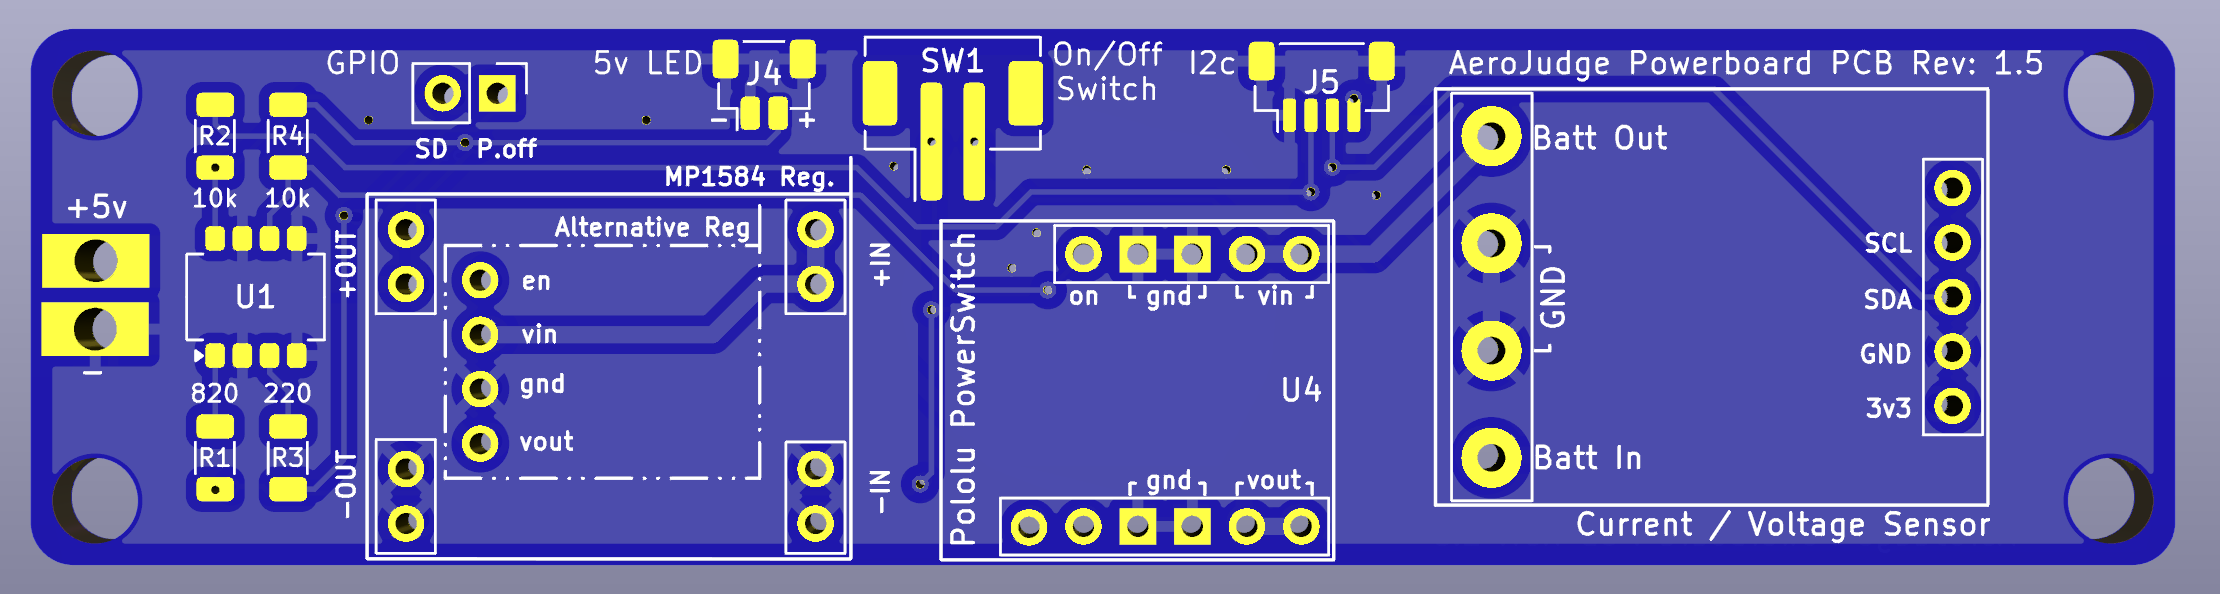 GPIO
SD P.off
5v LED
J4
- +
SW1
On/Off
Switch
I2c
J5
AeroJudge Powerboard PCB Rev: 1.5
R2 R4
10k 10k
+5v
-
U1
820 220
R1 R3
MP1584 Reg.
+OUT
-OUT
+IN
-IN
Alternative Reg
en
vin
gnd
vout
Pololu PowerSwitch
on gnd vin
U4
gnd vout
Batt Out
GND
Batt In
SCL
SDA
GND
3v3
Current / Voltage Sensor